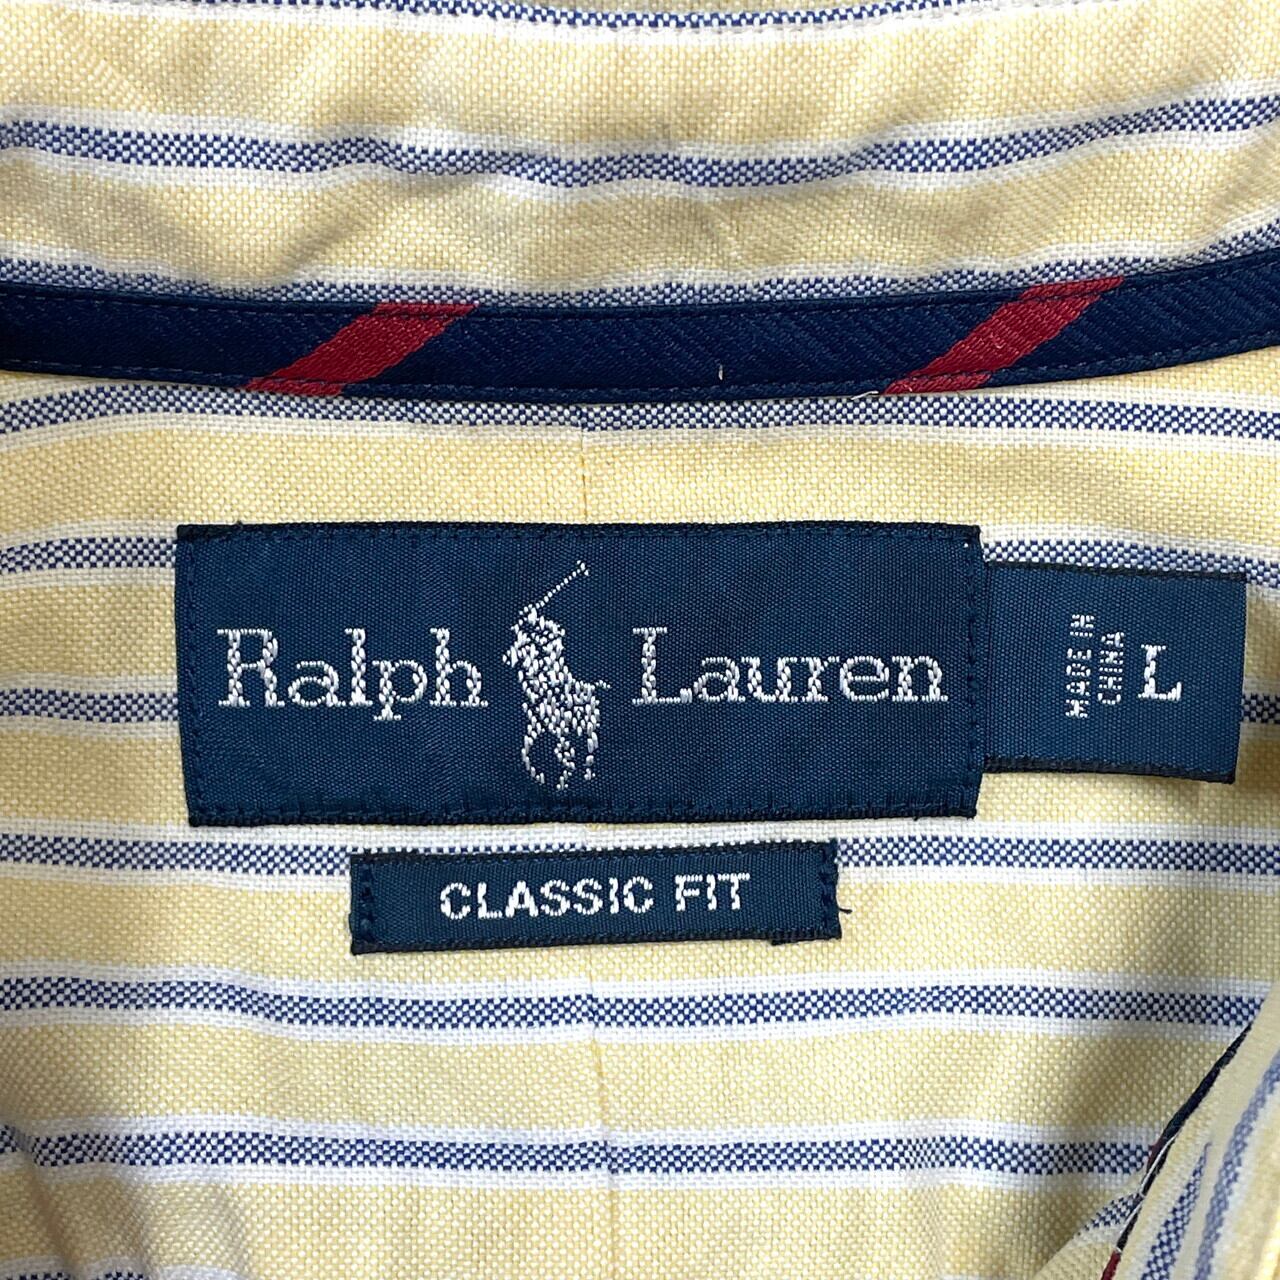 Ralph Lauren
MADE IN
CHINA
L
CLASSIC FIT